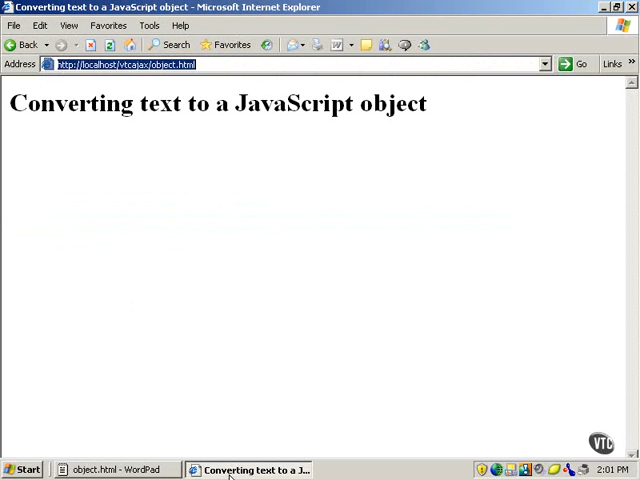 Converting text to a JavaScript object - Microsoft Internet Explorer
File Edit View Favorites Tools Help
Back Search Favorites
Address http://localhost/vtcajax/object.html Go Links »
Converting text to a JavaScript object
VTC
Start object.html - WordPad Converting text to a J... 2:01 PM